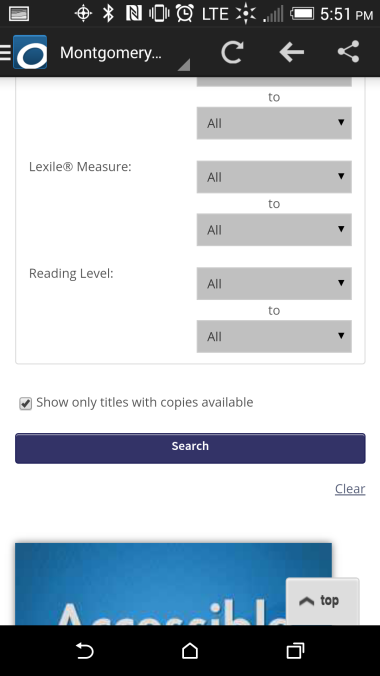 LTE 5:51 PM
Montgomery...
to
All
Lexile® Measure:
All
to
All
Reading Level:
All
to
All
Show only titles with copies available
Search
Clear
Accessible
top